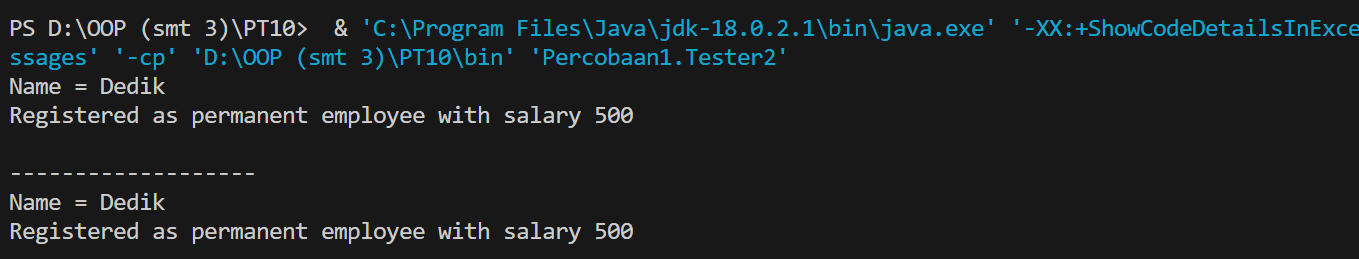 PS D:\OOP (smt 3)\PT10>  & 'C:\Program Files\Java\jdk-18.0.2.1\bin\java.exe' '-XX:+ShowCodeDetailsInExce
ssages' '-cp' 'D:\OOP (smt 3)\PT10\bin' 'Percobaan1.Tester2'
Name = Dedik
Registered as permanent employee with salary 500

-------------------
Name = Dedik
Registered as permanent employee with salary 500